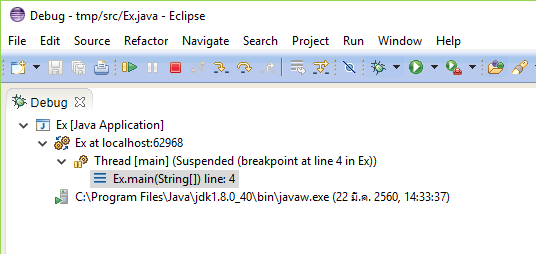 Debug - tmp/src/Ex.java - Eclipse
File Edit Source Refactor Navigate Search Project Run Window Help
Debug
Ex [Java Application]
Ex at localhost:62968
Thread [main] (Suspended (breakpoint at line 4 in Ex))
Ex.main(String[]) line: 4
C:\Program Files\Java\jdk1.8.0_40\bin\javaw.exe (22 มี.ค. 2560, 14:33:37)